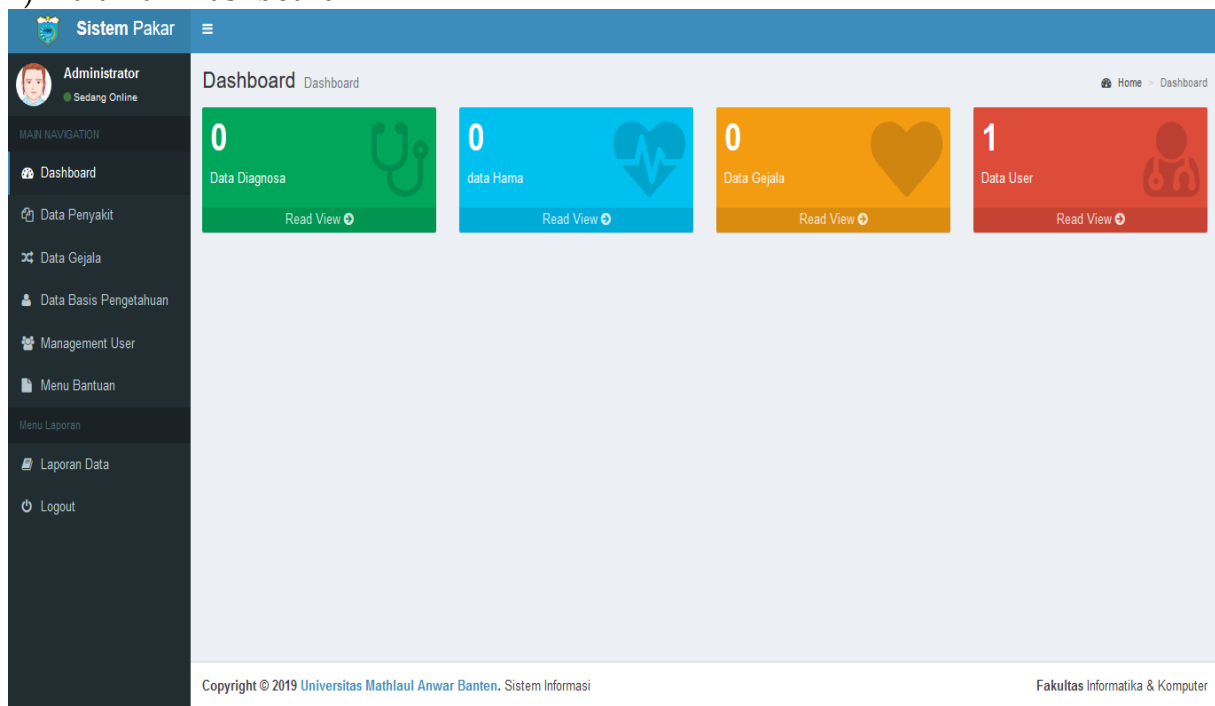 Sistem Pakar
Administrator
Sedang Online
MAIN NAVIGATION
Dashboard
Data Penyakit
Data Gejala
Data Basis Pengetahuan
Management User
Menu Bantuan
Menu Laporan
Laporan Data
Logout
Dashboard Dashboard
Home > Dashboard
0
Data Diagnosa
Read View
0
data Hama
Read View
0
Data Gejala
Read View
1
Data User
Read View
Copyright © 2019 Universitas Mathlaul Anwar Banten. Sistem Informasi
Fakultas Informatika & Komputer